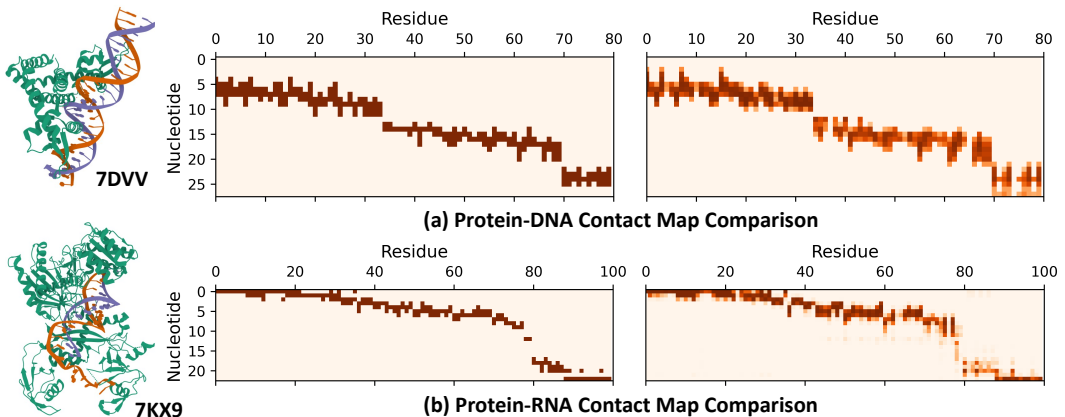 Residue
Residue
0 10 20 30 40 50 60 70 80
0 10 20 30 40 50 60 70 80
Nucleotide
0
5
10
15
20
25
7DVV
(a) Protein-DNA Contact Map Comparison
Residue
Residue
0 20 40 60 80 100
0 20 40 60 80 100
Nucleotide
0
5
10
15
20
7KX9
(b) Protein-RNA Contact Map Comparison